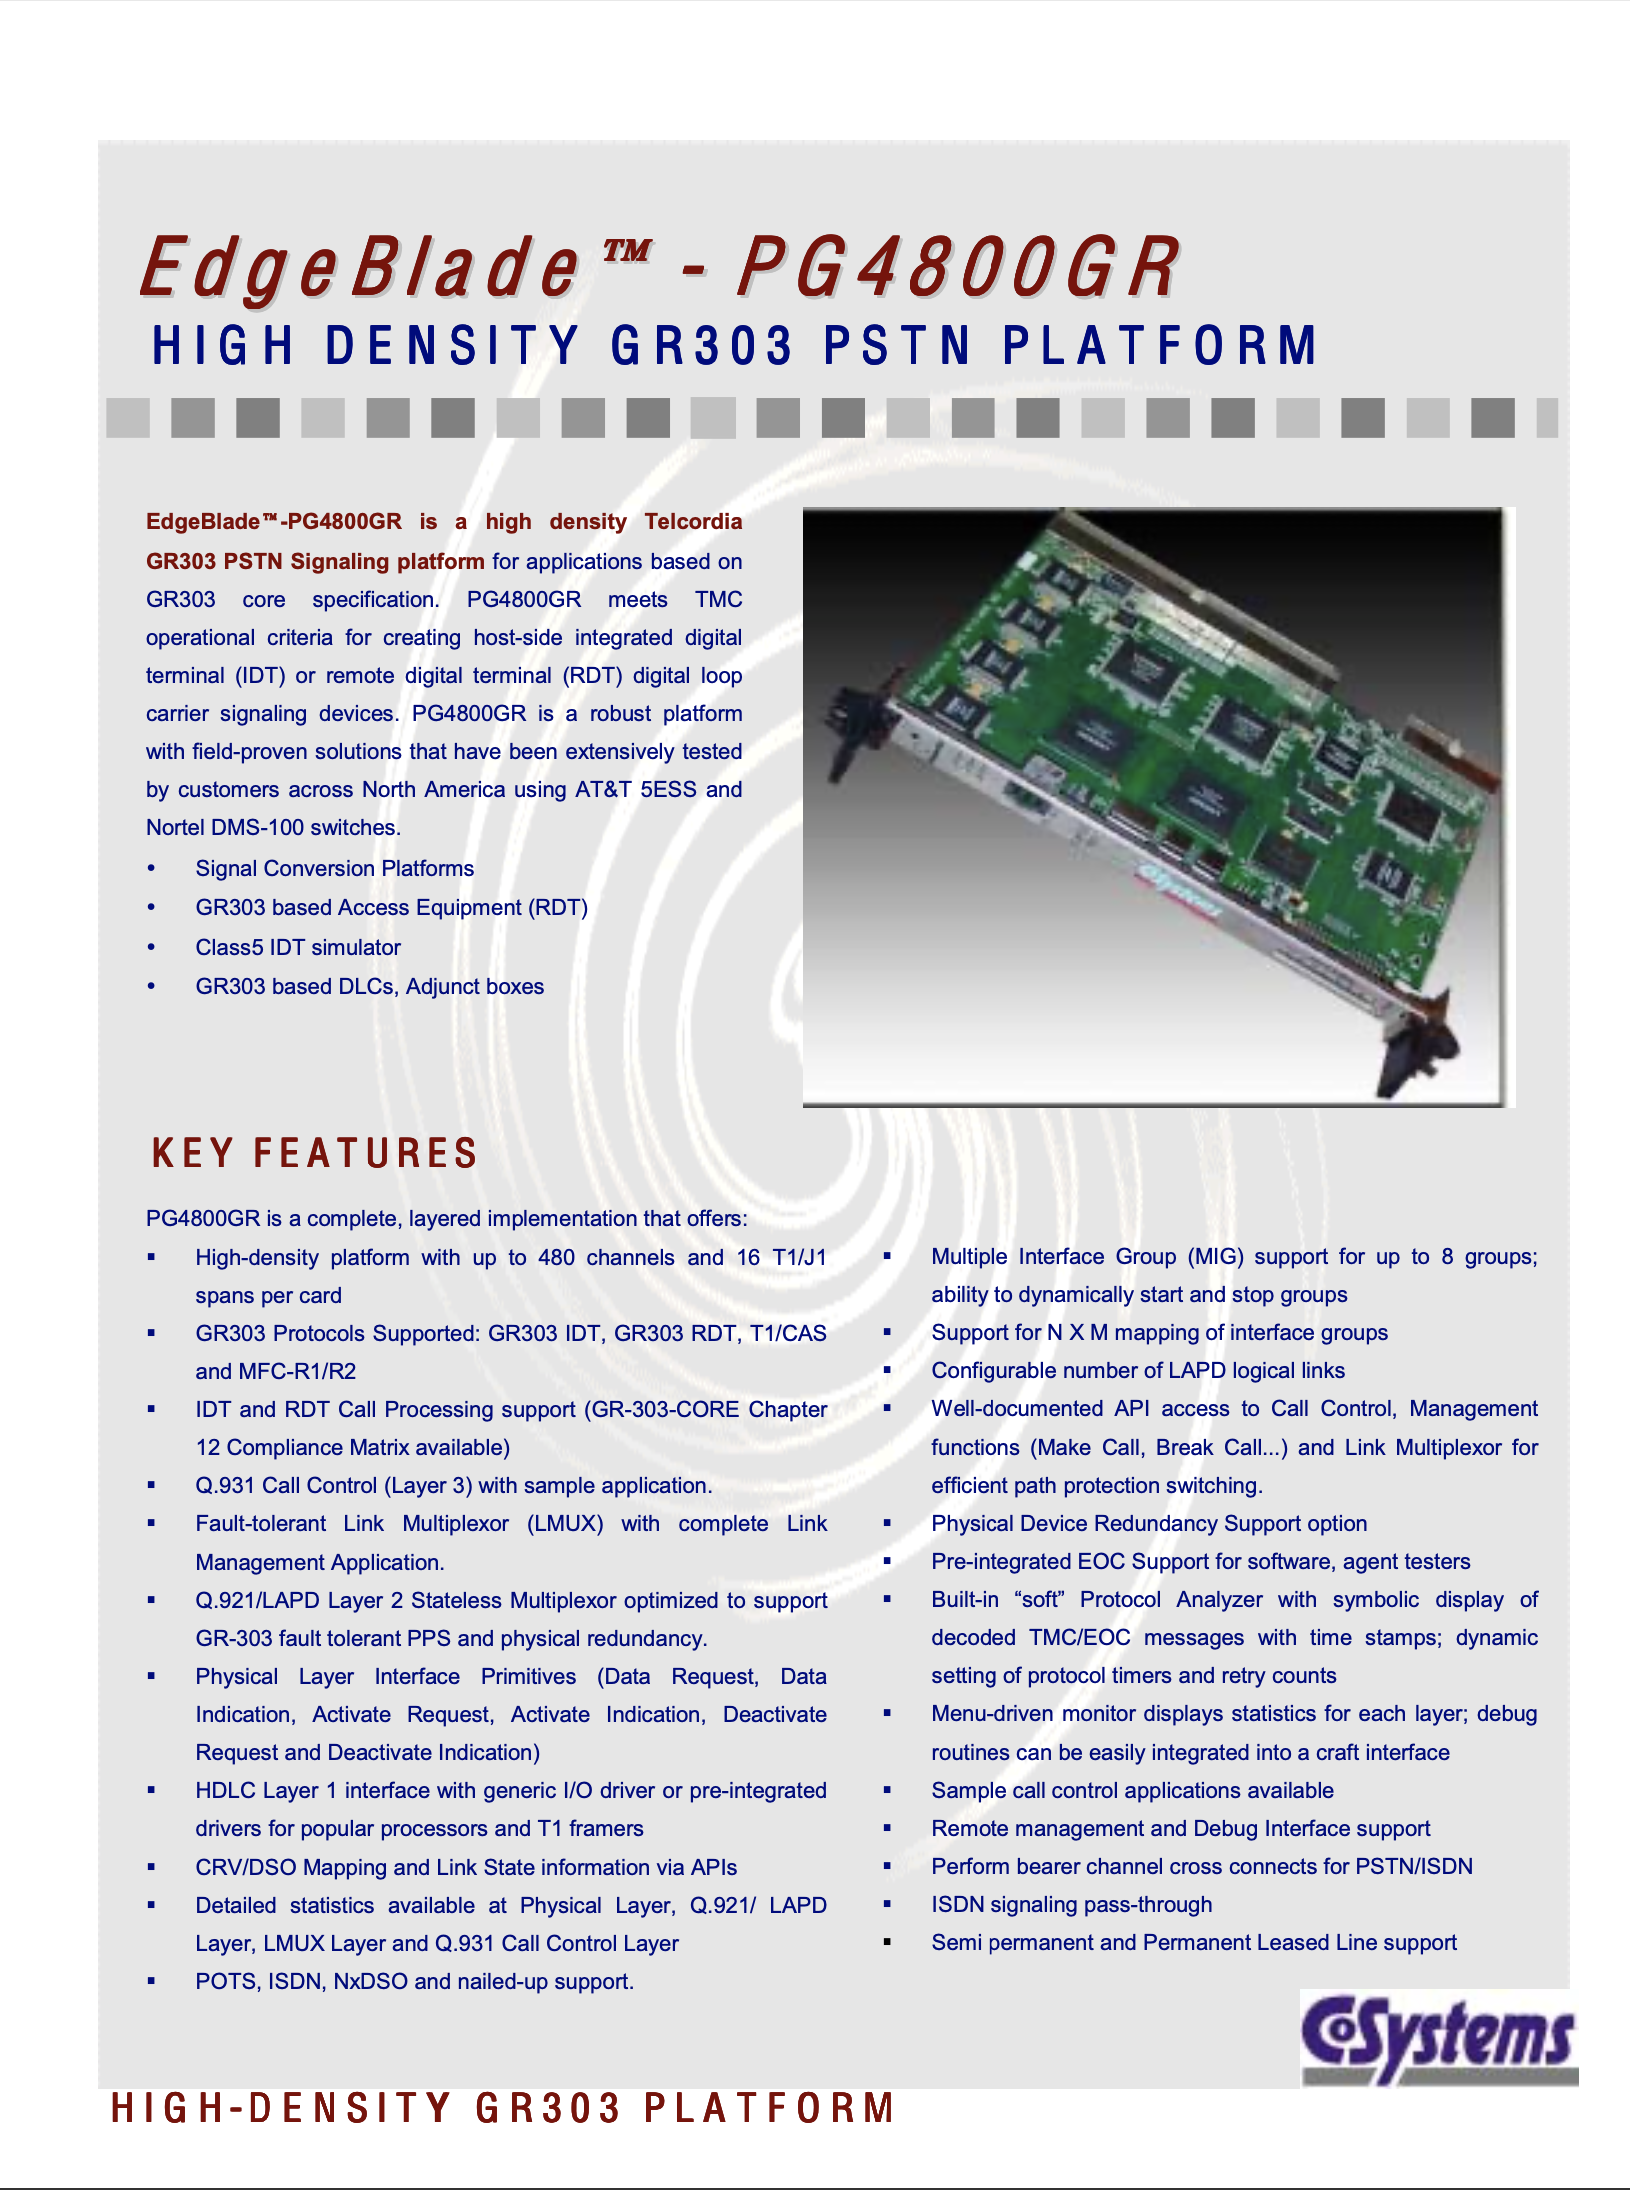 EdgeBlade™ - PG4800GR
HIGH DENSITY GR303 PSTN PLATFORM
EdgeBlade™-PG4800GR is a high density Telcordia
GR303 PSTN Signaling platform for applications based on
GR303 core specification. PG4800GR meets TMC
operational criteria for creating host-side integrated digital
terminal (IDT) or remote digital terminal (RDT) digital loop
carrier signaling devices. PG4800GR is a robust platform
with field-proven solutions that have been extensively tested
by customers across North America using AT&T 5ESS and
Nortel DMS-100 switches.
• Signal Conversion Platforms
• GR303 based Access Equipment (RDT)
• Class5 IDT simulator
• GR303 based DLCs, Adjunct boxes
KEY FEATURES
PG4800GR is a complete, layered implementation that offers:
▪ High-density platform with up to 480 channels and 16 T1/J1
spans per card
▪ GR303 Protocols Supported: GR303 IDT, GR303 RDT, T1/CAS
and MFC-R1/R2
▪ IDT and RDT Call Processing support (GR-303-CORE Chapter
12 Compliance Matrix available)
▪ Q.931 Call Control (Layer 3) with sample application.
▪ Fault-tolerant Link Multiplexor (LMUX) with complete Link
Management Application.
▪ Q.921/LAPD Layer 2 Stateless Multiplexor optimized to support
GR-303 fault tolerant PPS and physical redundancy.
▪ Physical Layer Interface Primitives (Data Request, Data
Indication, Activate Request, Activate Indication, Deactivate
Request and Deactivate Indication)
▪ HDLC Layer 1 interface with generic I/O driver or pre-integrated
drivers for popular processors and T1 framers
▪ CRV/DSO Mapping and Link State information via APIs
▪ Detailed statistics available at Physical Layer, Q.921/ LAPD
Layer, LMUX Layer and Q.931 Call Control Layer
▪ POTS, ISDN, NxDSO and nailed-up support.
▪ Multiple Interface Group (MIG) support for up to 8 groups;
ability to dynamically start and stop groups
▪ Support for N X M mapping of interface groups
▪ Configurable number of LAPD logical links
▪ Well-documented API access to Call Control, Management
functions (Make Call, Break Call...) and Link Multiplexor for
efficient path protection switching.
▪ Physical Device Redundancy Support option
▪ Pre-integrated EOC Support for software, agent testers
▪ Built-in “soft” Protocol Analyzer with symbolic display of
decoded TMC/EOC messages with time stamps; dynamic
setting of protocol timers and retry counts
▪ Menu-driven monitor displays statistics for each layer; debug
routines can be easily integrated into a craft interface
▪ Sample call control applications available
▪ Remote management and Debug Interface support
▪ Perform bearer channel cross connects for PSTN/ISDN
▪ ISDN signaling pass-through
▪ Semi permanent and Permanent Leased Line support
CoSystems
HIGH-DENSITY GR303 PLATFORM